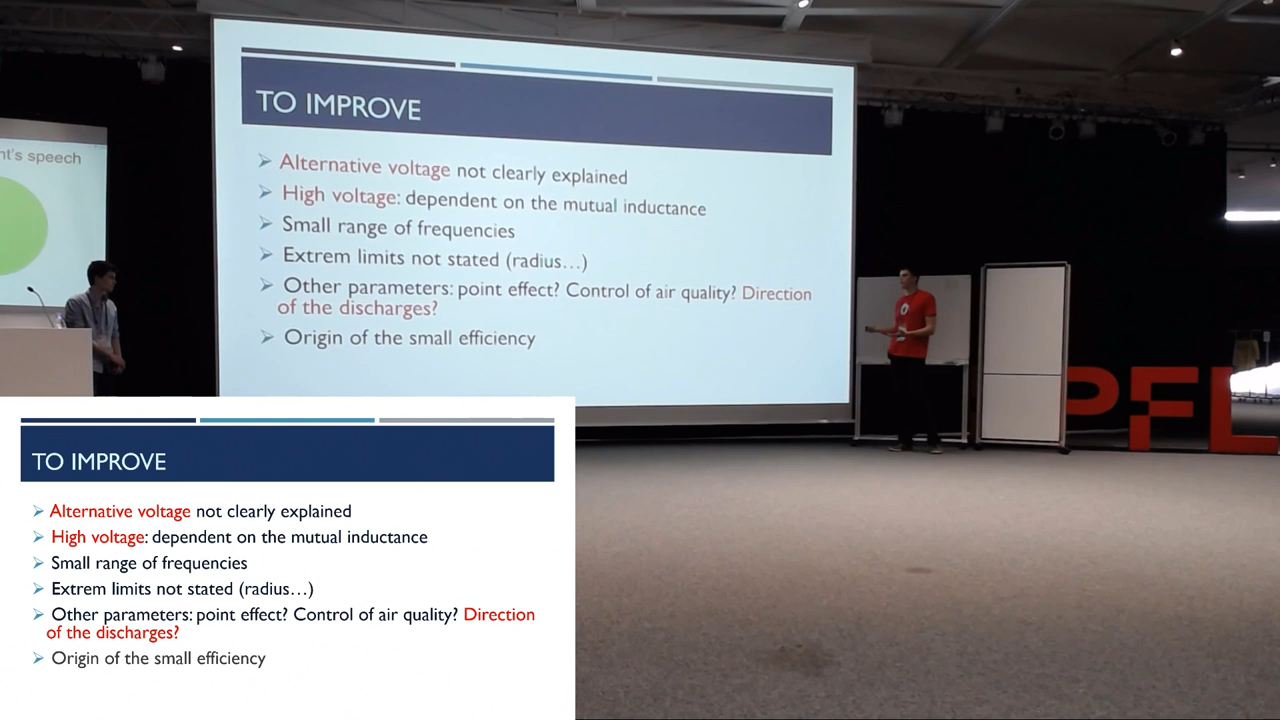 nt's speech
TO IMPROVE
Alternative voltage not clearly explained
High voltage: dependent on the mutual inductance
Small range of frequencies
Extrem limits not stated (radius...)
Other parameters: point effect? Control of air quality? Direction
of the discharges?
Origin of the small efficiency
PFL
TO IMPROVE
Alternative voltage not clearly explained
High voltage: dependent on the mutual inductance
Small range of frequencies
Extrem limits not stated (radius...)
Other parameters: point effect? Control of air quality? Direction
of the discharges?
Origin of the small efficiency